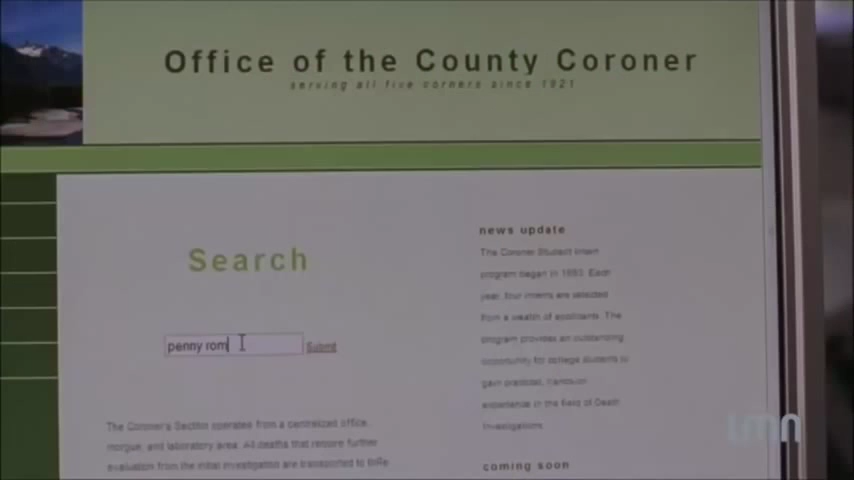 Office of the County Coroner
serving all five corners since 1921
Search
penny rom
Submit
The Coroner's Section operates from a centralized office,
morgue, and laboratory area. All deaths that require further
evaluation from the initial investigation are transported to
news update
The Coroner Student Intern
program began in Each
year, four interns are selected
from a wealth of applicants. The
program provides an outstanding
opportunity for college students to
gain practical, hands-on
experience in the field of Death
Investigations.
coming soon
lmn